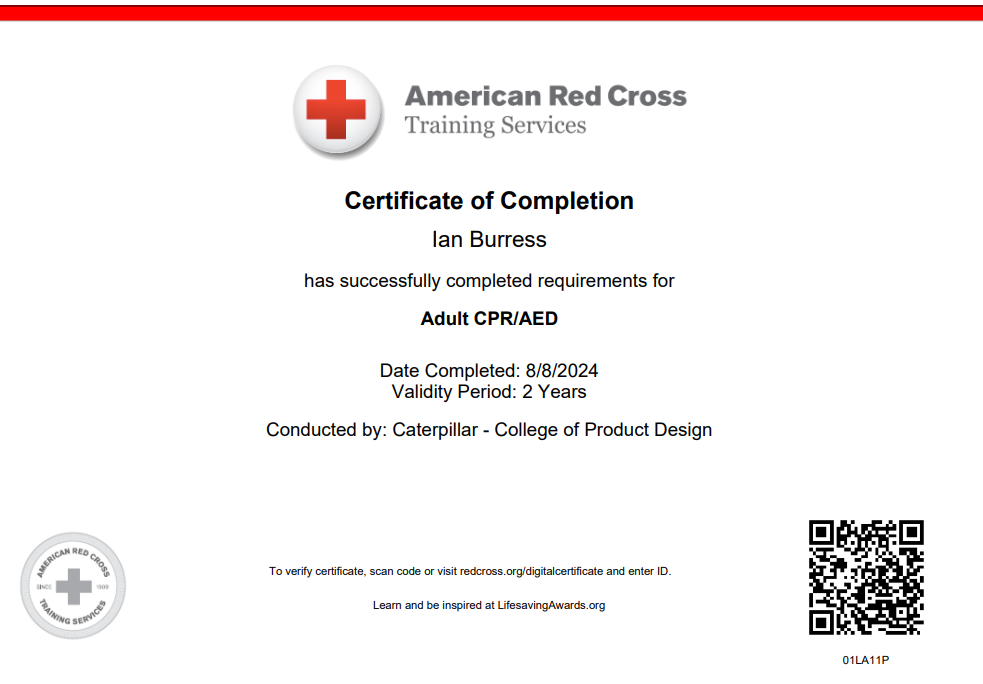 American Red Cross
Training Services
Certificate of Completion
Ian Burress
has successfully completed requirements for
Adult CPR/AED
Date Completed: 8/8/2024
Validity Period: 2 Years
Conducted by: Caterpillar - College of Product Design
AMERICAN RED CROSS
SINCE 1909
TRAINING SERVICES
To verify certificate, scan code or visit redcross.org/digitalcertificate and enter ID.
Learn and be inspired at LifesavingAwards.org
01LA11P